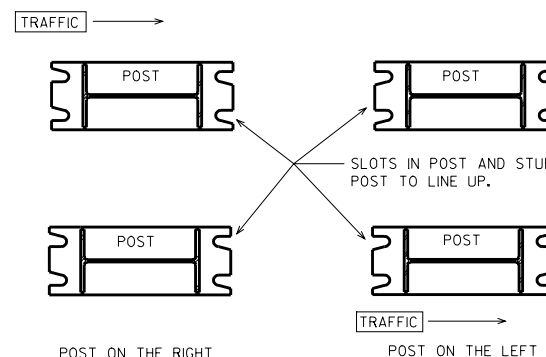 TRAFFIC
POST
POST
SLOTS IN POST AND
POST TO LINE UP.
POST
POST
TRAFFIC
POST ON THE RIGHT
POST ON THE LEFT